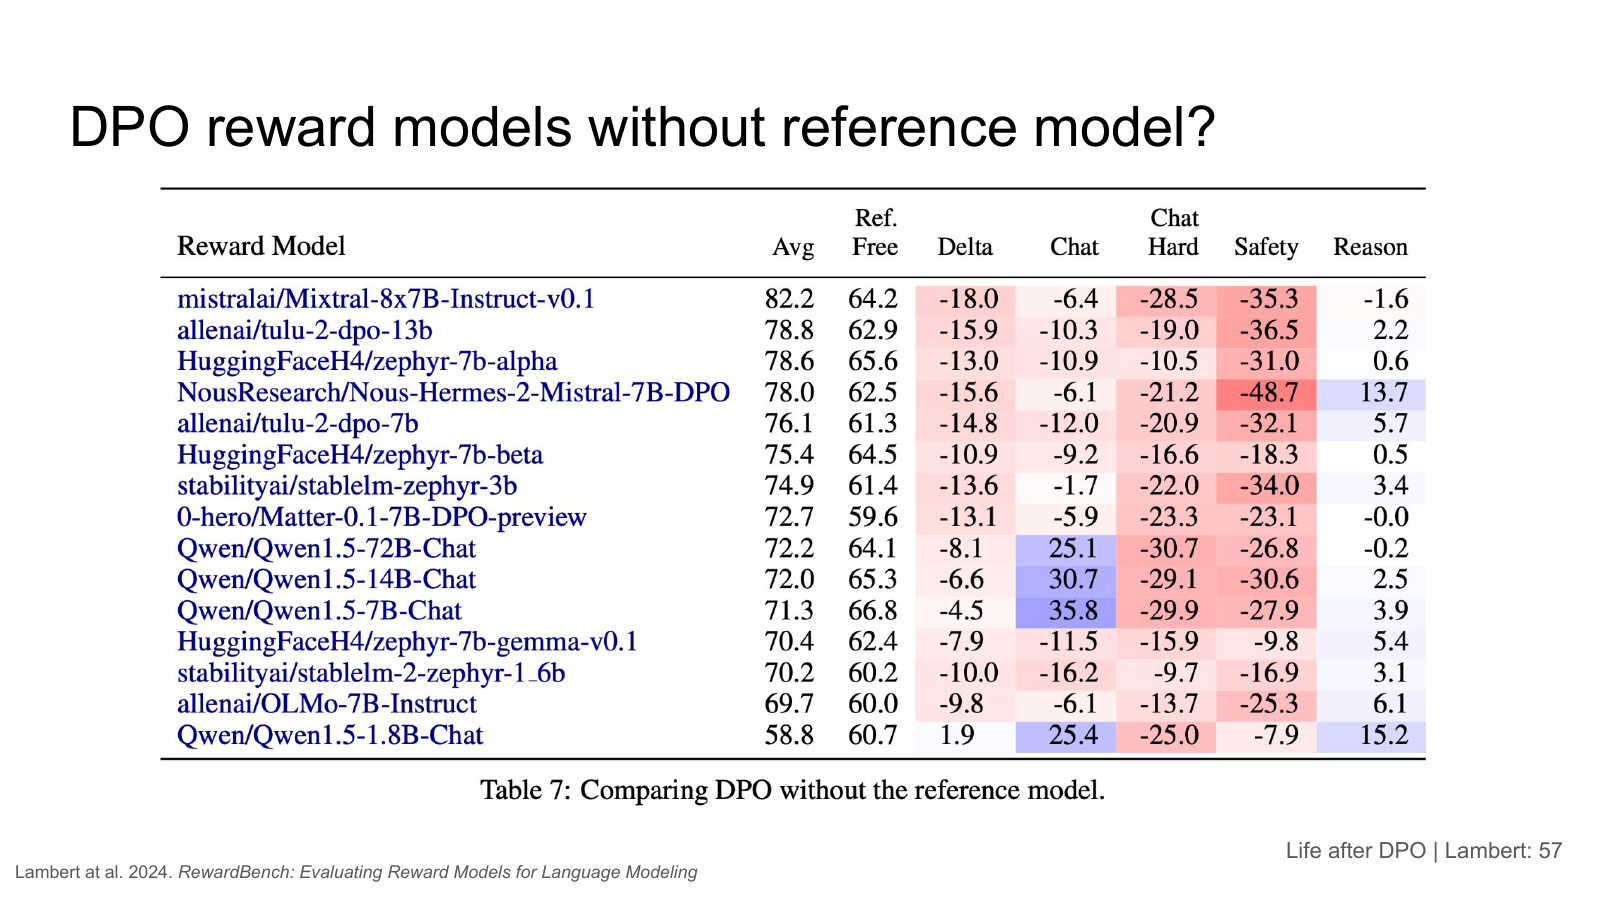 DPO reward models without reference model?
Reward Model Avg Ref. Free Delta Chat Chat Hard Safety Reason
mistralai/Mixtral-8x7B-Instruct-v0.1 82.2 64.2 -18.0 -6.4 -28.5 -35.3 -1.6
allenai/tulu-2-dpo-13b 78.8 62.9 -15.9 -10.3 -19.0 -36.5 2.2
HuggingFaceH4/zephyr-7b-alpha 78.6 65.6 -13.0 -10.9 -10.5 -31.0 0.6
NousResearch/Nous-Hermes-2-Mistral-7B-DPO 78.0 62.5 -15.6 -6.1 -21.2 -48.7 13.7
allenai/tulu-2-dpo-7b 76.1 61.3 -14.8 -12.0 -20.9 -32.1 5.7
HuggingFaceH4/zephyr-7b-beta 75.4 64.5 -10.9 -9.2 -16.6 -18.3 0.5
stabilityai/stablelm-zephyr-3b 74.9 61.4 -13.6 -1.7 -22.0 -34.0 3.4
0-hero/Matter-0.1-7B-DPO-preview 72.7 59.6 -13.1 -5.9 -23.3 -23.1 -0.0
Qwen/Qwen1.5-72B-Chat 72.2 64.1 -8.1 25.1 -30.7 -26.8 -0.2
Qwen/Qwen1.5-14B-Chat 72.0 65.3 -6.6 30.7 -29.1 -30.6 2.5
Qwen/Qwen1.5-7B-Chat 71.3 66.8 -4.5 35.8 -29.9 -27.9 3.9
HuggingFaceH4/zephyr-7b-gemma-v0.1 70.4 62.4 -7.9 -11.5 -15.9 -9.8 5.4
stabilityai/stablelm-2-zephyr-1_6b 70.2 60.2 -10.0 -16.2 -9.7 -16.9 3.1
allenai/OLMo-7B-Instruct 69.7 60.0 -9.8 -6.1 -13.7 -25.3 6.1
Qwen/Qwen1.5-1.8B-Chat 58.8 60.7 1.9 25.4 -25.0 -7.9 15.2
Table 7: Comparing DPO without the reference model.
Life after DPO | Lambert: 57
Lambert at al. 2024. RewardBench: Evaluating Reward Models for Language Modeling